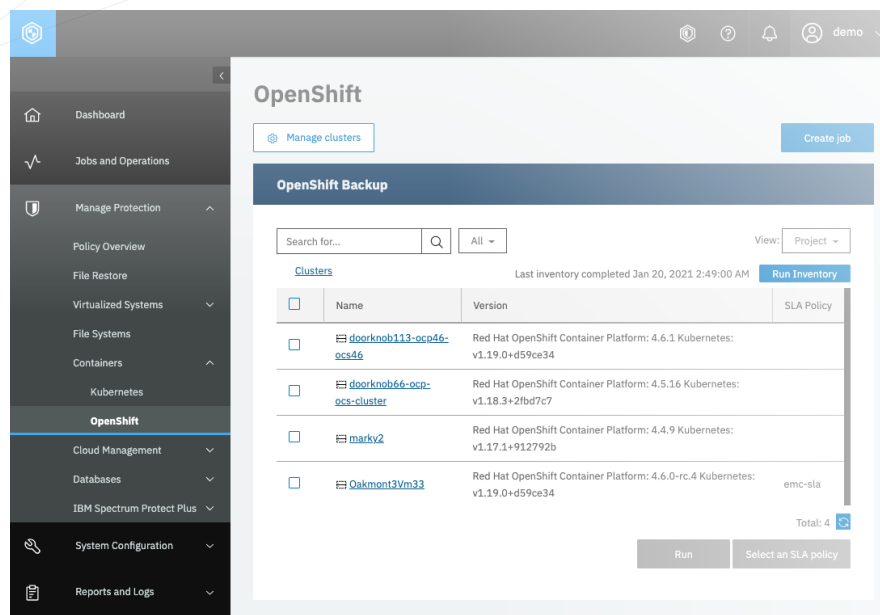 demo
OpenShift
Dashboard
Manage clusters
Create job
Jobs and Operations
OpenShift Backup
Manage Protection
Policy Overview
Search for...
All
View:
Project
File Restore
Clusters
Last inventory completed Jan 20, 2021 2:49:00 AM
Run Inventory
Virtualized Systems
Name
Version
SLA Policy
File Systems
doorknob113-ocp46-
ocs46
Red Hat OpenShift Container Platform: 4.6.1 Kubernetes:
v1.19.0+d59ce34
Containers
Kubernetes
doorknob66-ocp-
ocs-cluster
Red Hat OpenShift Container Platform: 4.5.16 Kubernetes:
v1.18.3+2fbd7c7
OpenShift
Cloud Management
marky2
Red Hat OpenShift Container Platform: 4.4.9 Kubernetes:
v1.17.1+912792b
Databases
Oakmont3Vm33
Red Hat OpenShift Container Platform: 4.6.0-rc.4 Kubernetes:
v1.19.0+d59ce34
emc-sla
IBM Spectrum Protect Plus
Total: 4
System Configuration
Run
Select an SLA policy
Reports and Logs